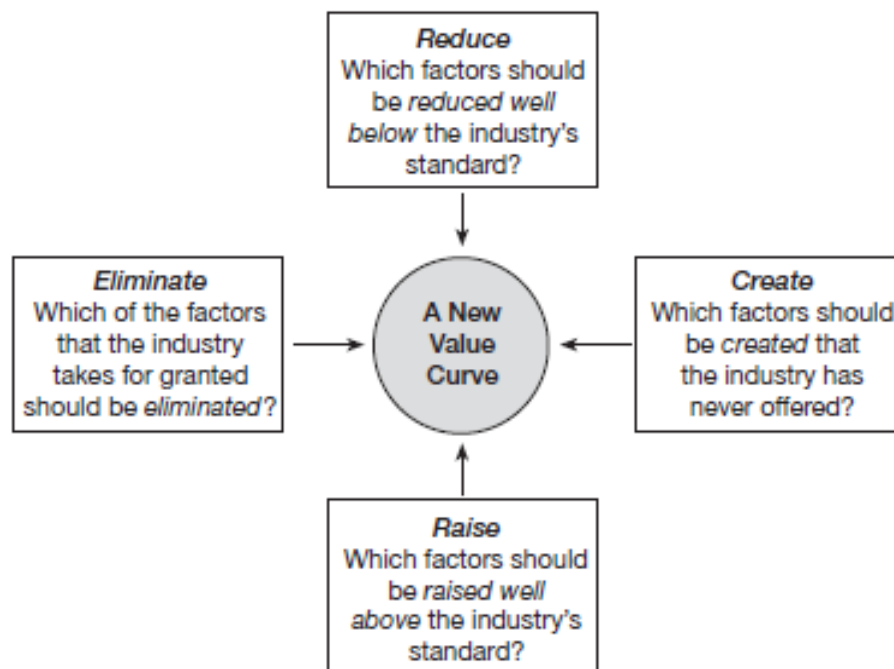 Reduce
Which factors should
be reduced well
below the industry's
standard?
Eliminate
Which of the factors
that the industry
takes for granted
should be eliminated?
A New
Value
Curve
Create
Which factors should
be created that
the industry has
never offered?
Raise
Which factors should
be raised well
above the industry's
standard?